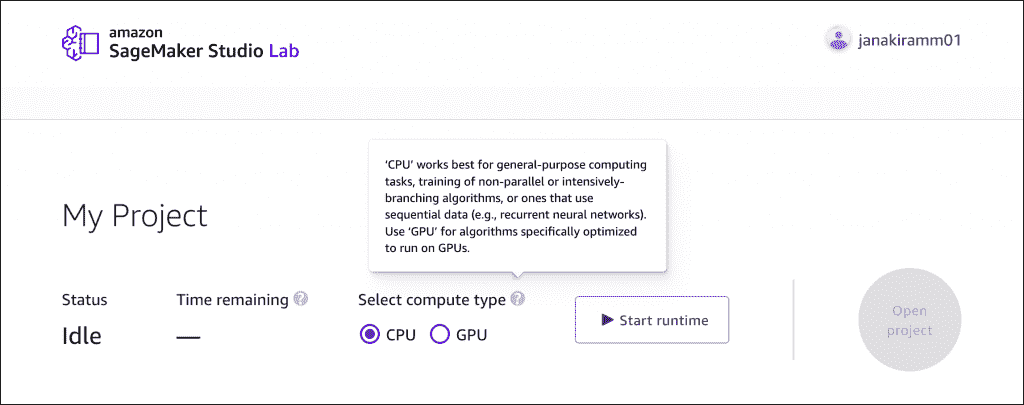 amazon
SageMaker Studio Lab
janakiramm01
‘CPU’ works best for general-purpose computing
tasks, training of non-parallel or intensively-
branching algorithms, or ones that use
sequential data (e.g., recurrent neural networks).
Use ‘GPU’ for algorithms specifically optimized
to run on GPUs.
My Project
Status
Idle
Time remaining ?
—
Select compute type ?
CPU GPU
Start runtime
Open
project